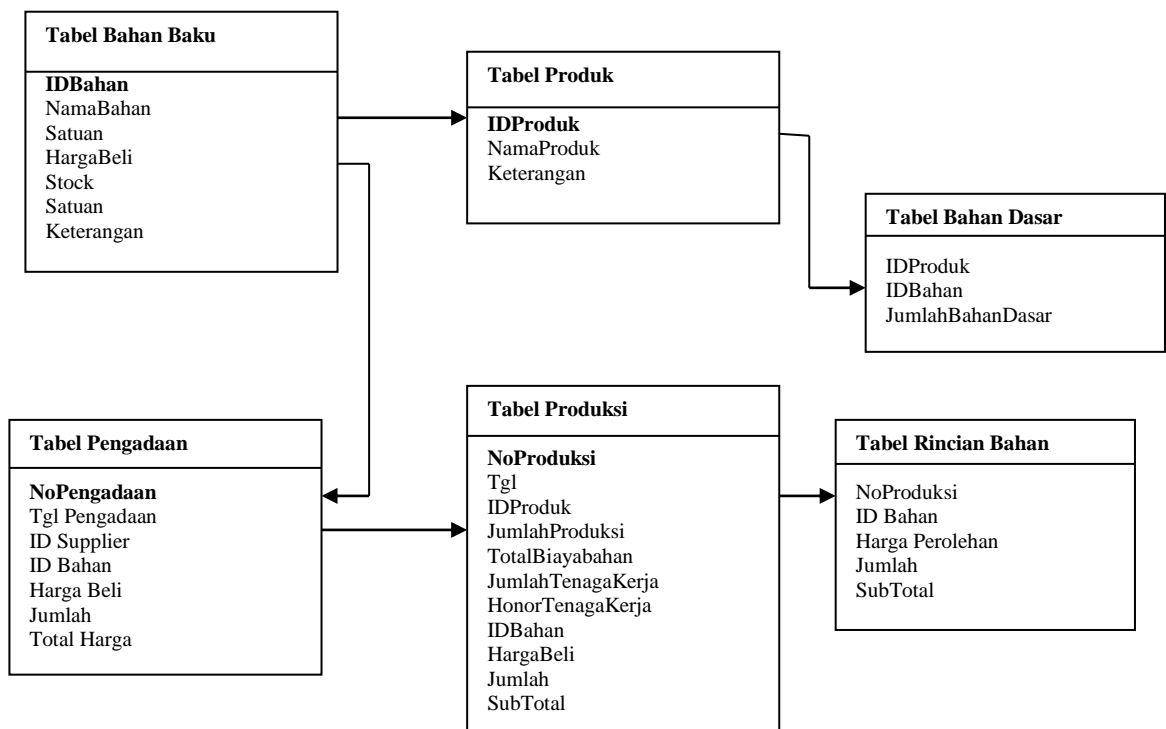 Tabel Bahan Baku
IDBahan
NamaBahan
Satuan
HargaBeli
Stock
Satuan
Keterangan
Tabel Produk
IDProduk
NamaProduk
Keterangan
Tabel Bahan Dasar
IDProduk
IDBahan
JumlahBahanDasar
Tabel Pengadaan
NoPengadaan
Tgl Pengadaan
ID Supplier
ID Bahan
Harga Beli
Jumlah
Total Harga
Tabel Produksi
NoProduksi
Tgl
IDProduk
JumlahProduksi
TotalBiayabahan
JumlahTenagaKerja
HonorTenagaKerja
IDBahan
HargaBeli
Jumlah
SubTotal
Tabel Rincian Bahan
NoProduksi
ID Bahan
Harga Perolehan
Jumlah
SubTotal